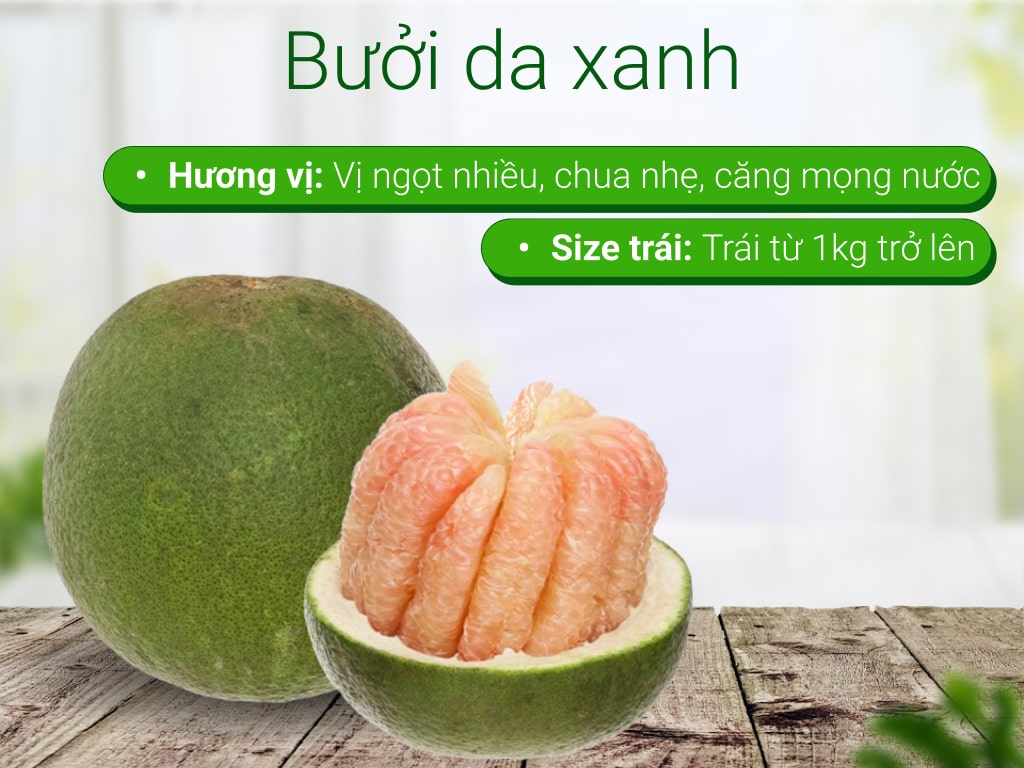 Bưởi da xanh
• Hương vị: Vị ngọt nhiều, chua nhẹ, căng mọng nước
• Size trái: Trái từ 1kg trở lên